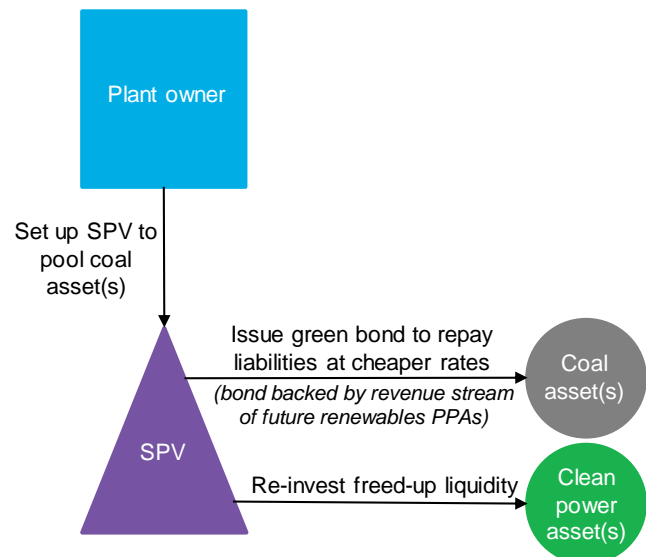 Plant owner
Set up SPV to
pool coal
asset(s)
Issue green bond to repay
liabilities at cheaper rates
(bond backed by revenue stream
of future renewables PPAs)
Coal
asset(s)
SPV
Re-invest freed-up liquidity
Clean
power
asset(s)